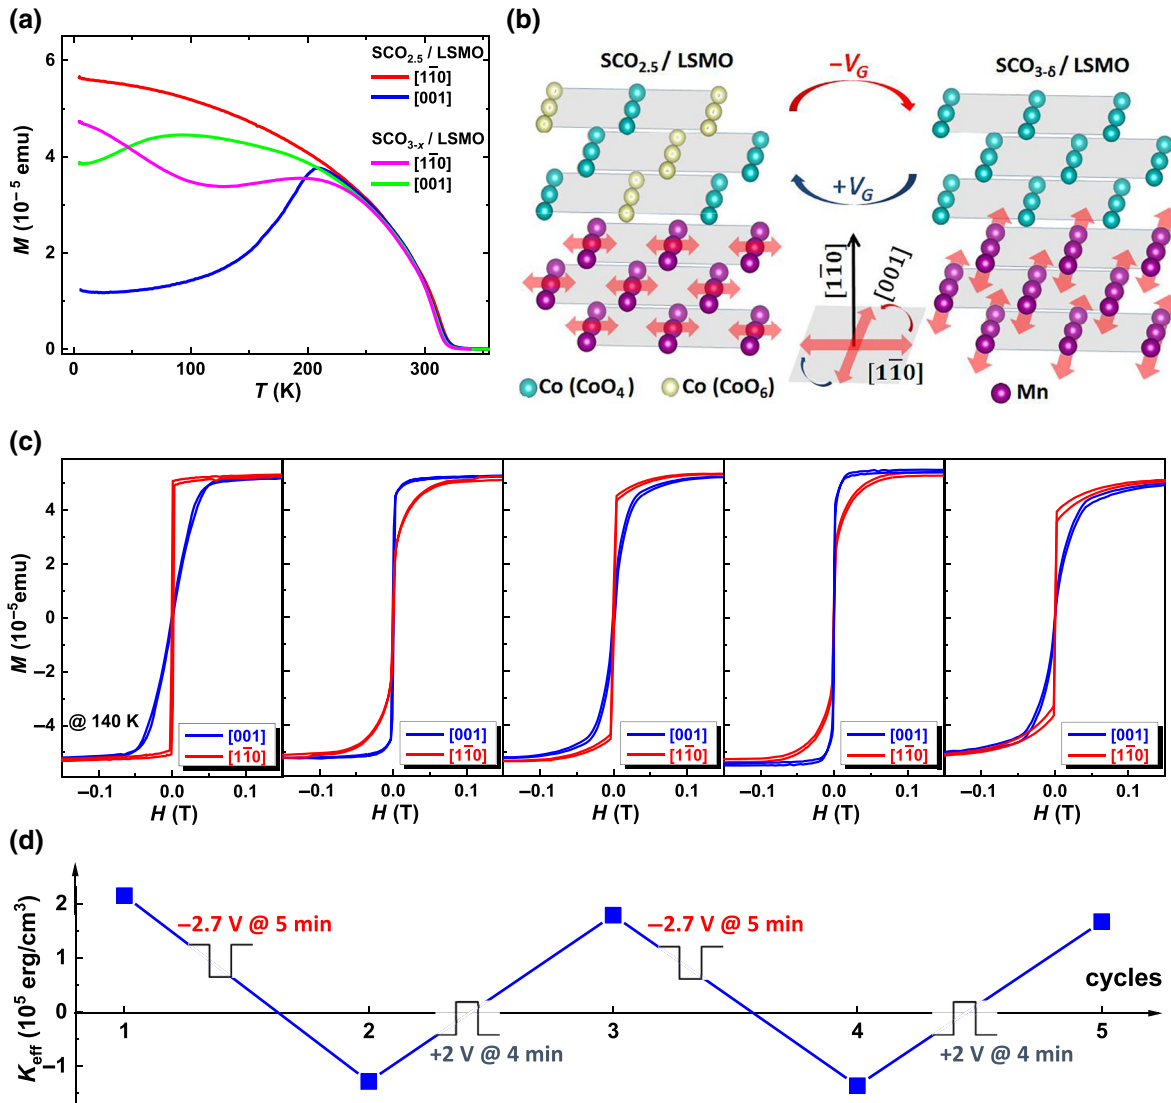 (a)
SCO2.5 / LSMO
[11̅0]
[001]
SCO3-x / LSMO
[11̅0]
[001]
M (10⁻⁵ emu)
6
4
2
0
0 100 200 300
T (K)
(b)
SCO2.5 / LSMO
−VG
SCO3-δ / LSMO
+VG
[11̅0]
[001]
[11̅0]
Co (CoO4) Co (CoO6) Mn
(c)
M (10⁻⁵emu)
4
2
0
−2
−4
@ 140 K
[001]
[11̅0]
[001]
[11̅0]
[001]
[11̅0]
[001]
[11̅0]
[001]
[11̅0]
−0.1 0.0 0.1 −0.1 0.0 0.1 −0.1 0.0 0.1 −0.1 0.0 0.1 −0.1 0.0 0.1
H (T) H (T) H (T) H (T) H (T)
(d)
Keff (10⁵ erg/cm³)
2
1
0
−1
−2.7 V @ 5 min −2.7 V @ 5 min
cycles
1 2 3 4 5
+2 V @ 4 min +2 V @ 4 min